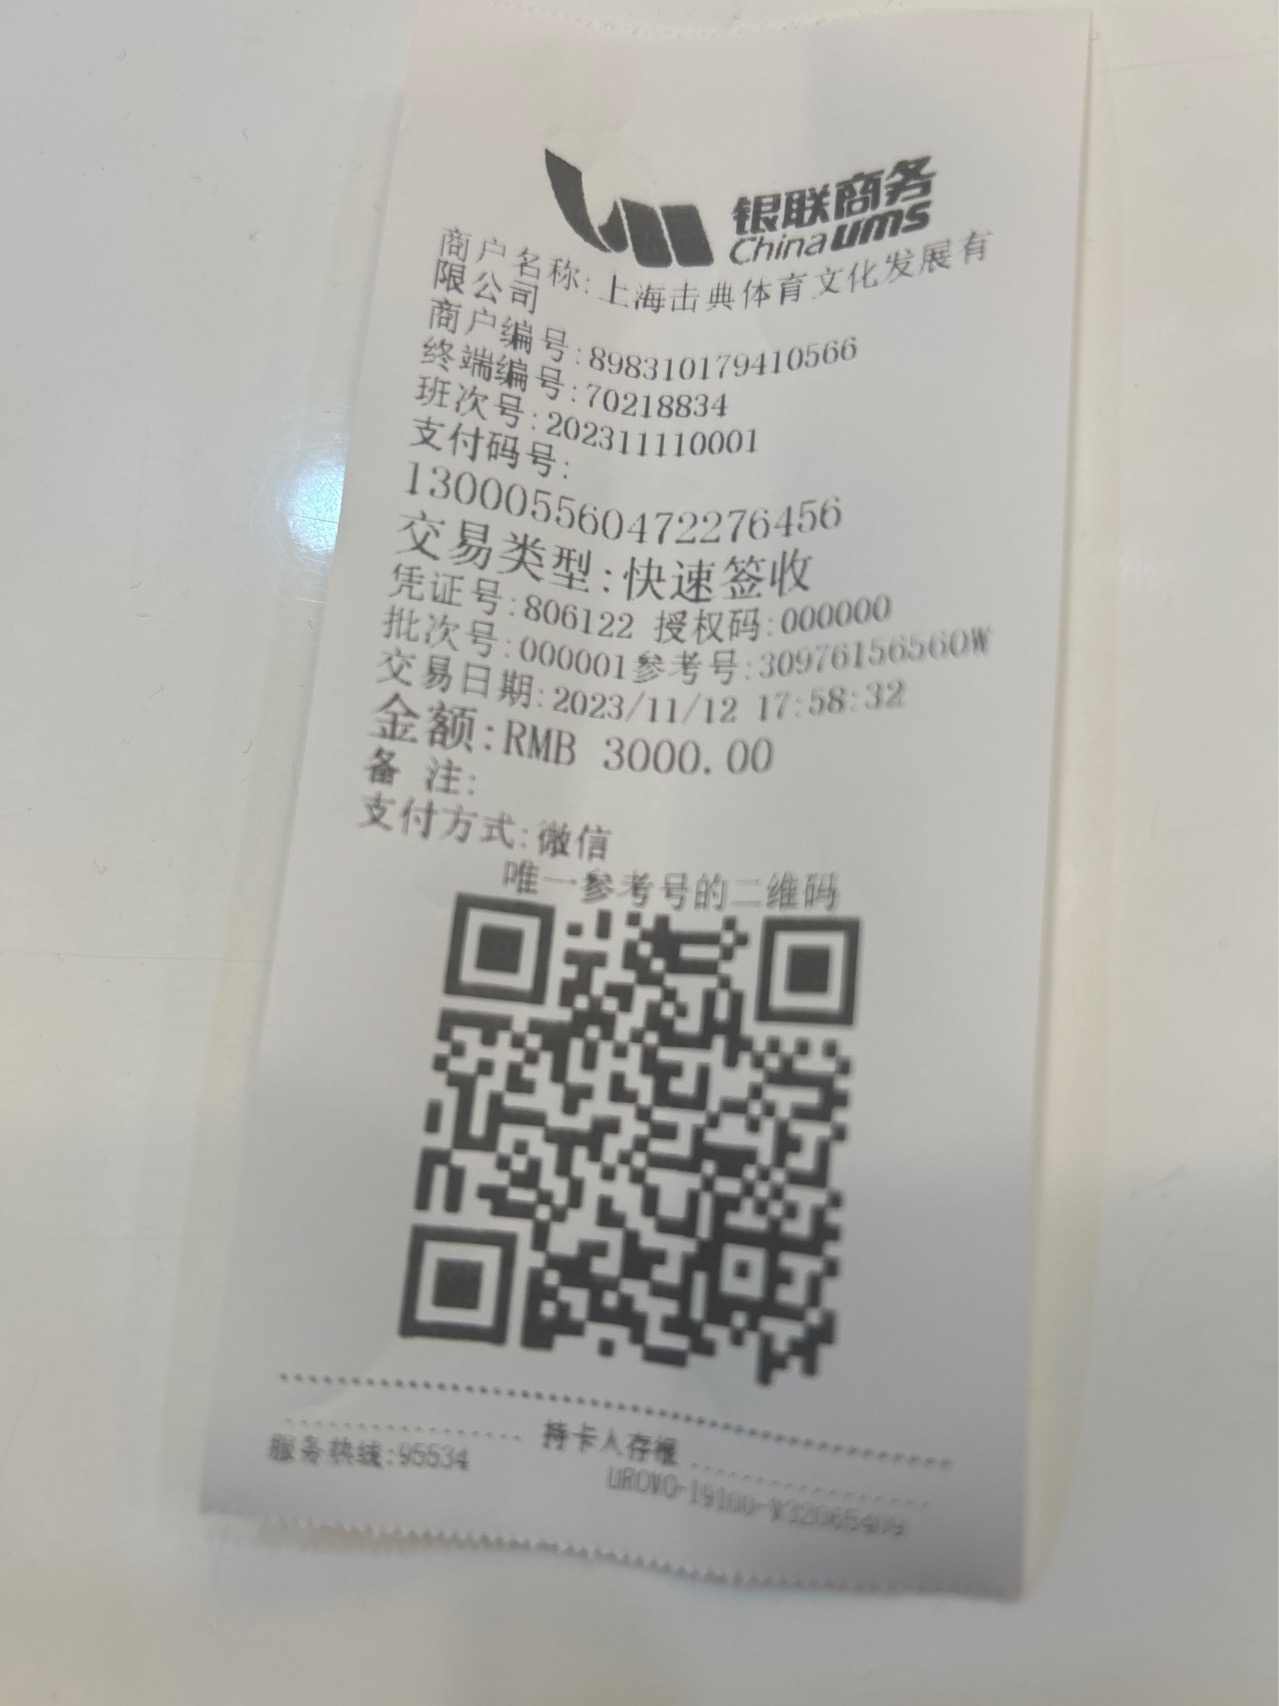 银联商务
Chinaums
商户名称:上海击典体育文化发展有
限公司
商户编号:898310179410566
终端编号:70218834
班次号:202311110001
支付码号:
130005560472276456
交易类型:快速签收
凭证号:806122 授权码:000000
批次号:000001参考号:30976156560W
交易日期:2023/11/12 17:58:32
金额:RMB 3000.00
备 注:
支付方式:微信
唯一参考号的二维码
持卡人存根
服务热线:95534